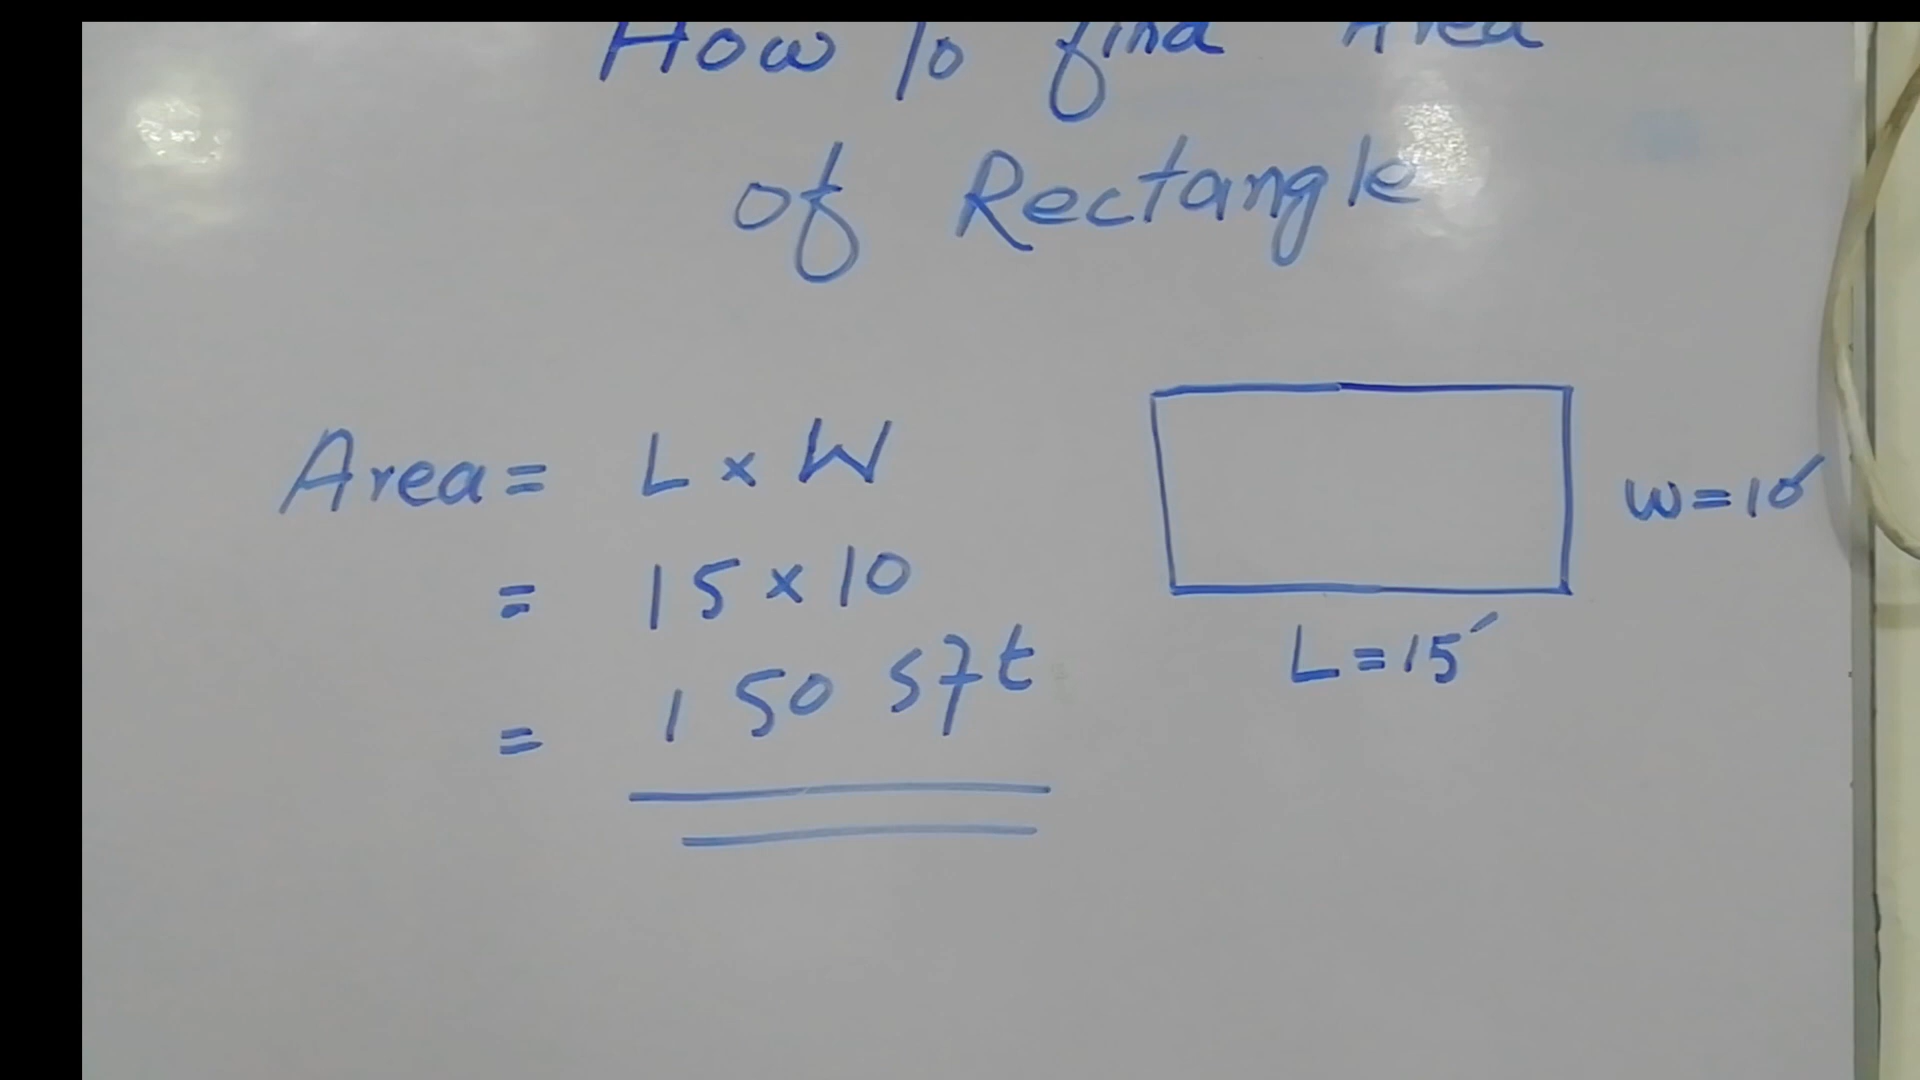 How to find Area
of Rectangle
Area = L × W
= 15 × 10
= 150 sft
W = 10′
L = 15′